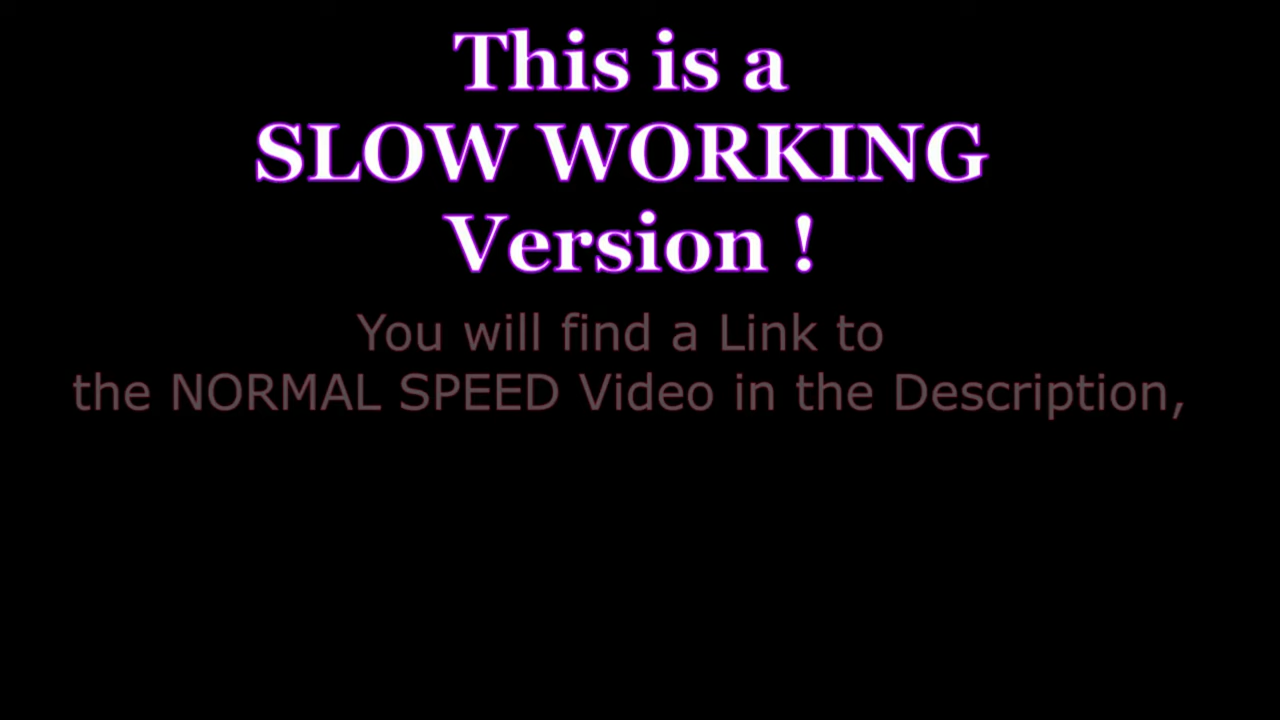 This is a
SLOW WORKING
Version !
You will find a Link to
the NORMAL SPEED Video in the Description,